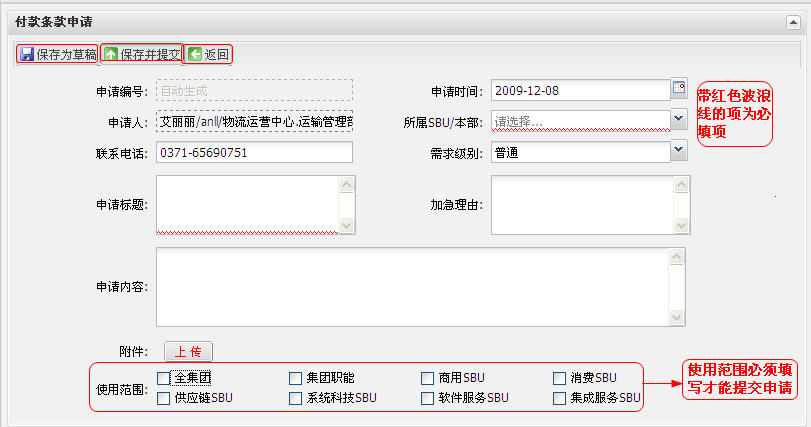 付款条款申请
保存为草稿 保存并提交 返回
申请编号: 自动生成 申请时间: 2009-12-08
申请人: 艾丽丽/anll/物流运营中心.运输管理部 所属SBU/本部: 请选择...
联系电话: 0371-65690751 需求级别: 普通
带红色波浪
线的项为必
填项
申请标题: 加急理由:
申请内容:
附件: 上 传
使用范围: 全集团 集团职能 商用SBU 消费SBU
供应链SBU 系统科技SBU 软件服务SBU 集成服务SBU
使用范围必须填
写才能提交申请